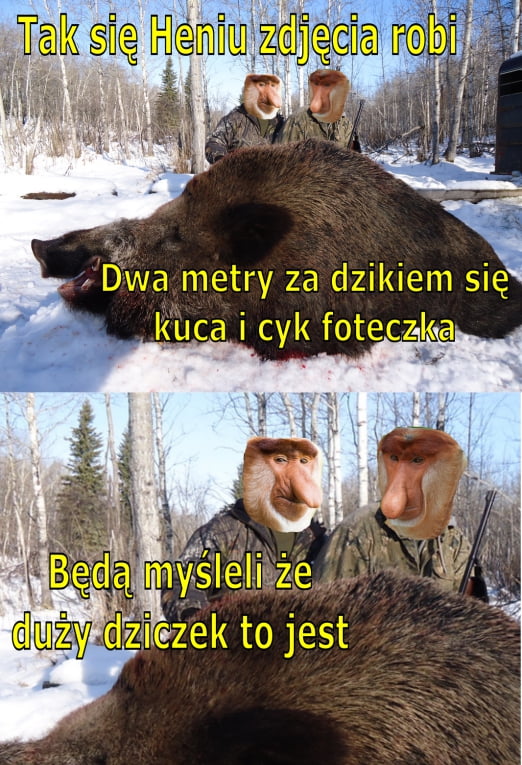 Tak się Heniu zdjęcia robi
Dwa metry za dzikiem się
kuca i cyk foteczka
Będą myśleli że
duży dziczek to jest